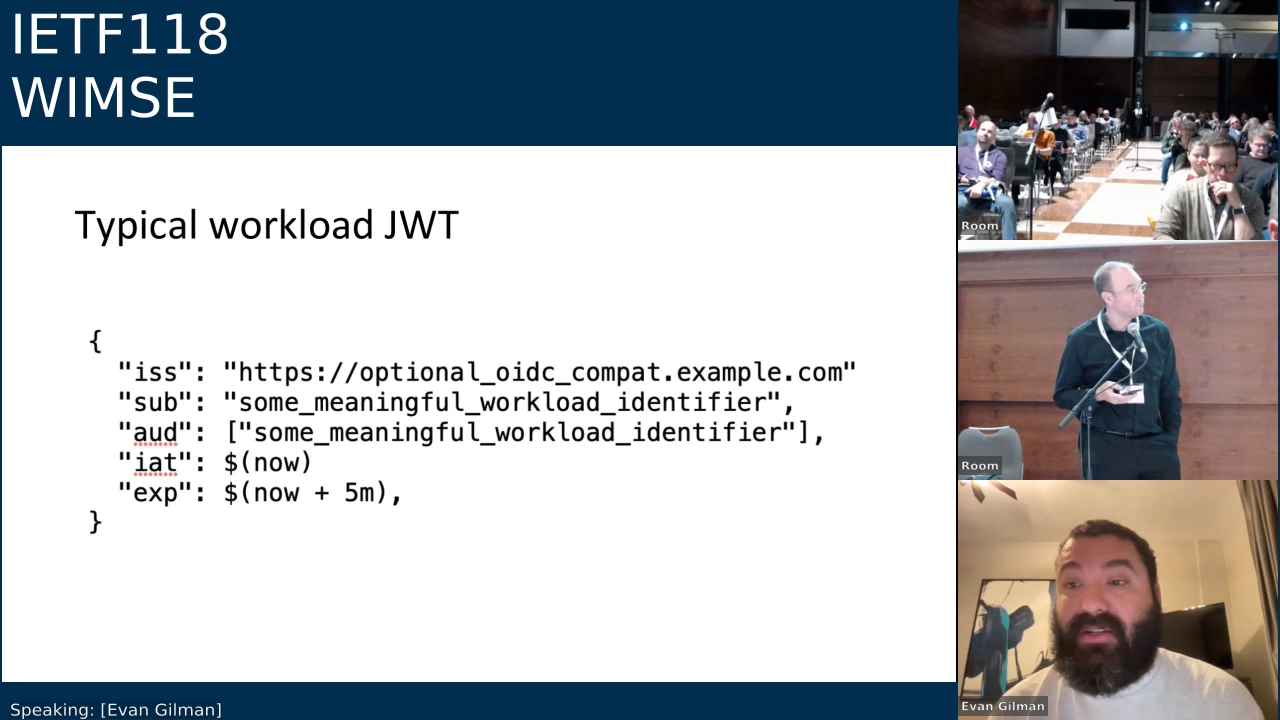 IETF118
WIMSE
Typical workload JWT
{
"iss": "https://optional_oidc_compat.example.com"
"sub": "some_meaningful_workload_identifier",
"aud": ["some_meaningful_workload_identifier"],
"iat": $(now)
"exp": $(now + 5m),
}
Speaking: [Evan Gilman]
Room
Room
Evan Gilman